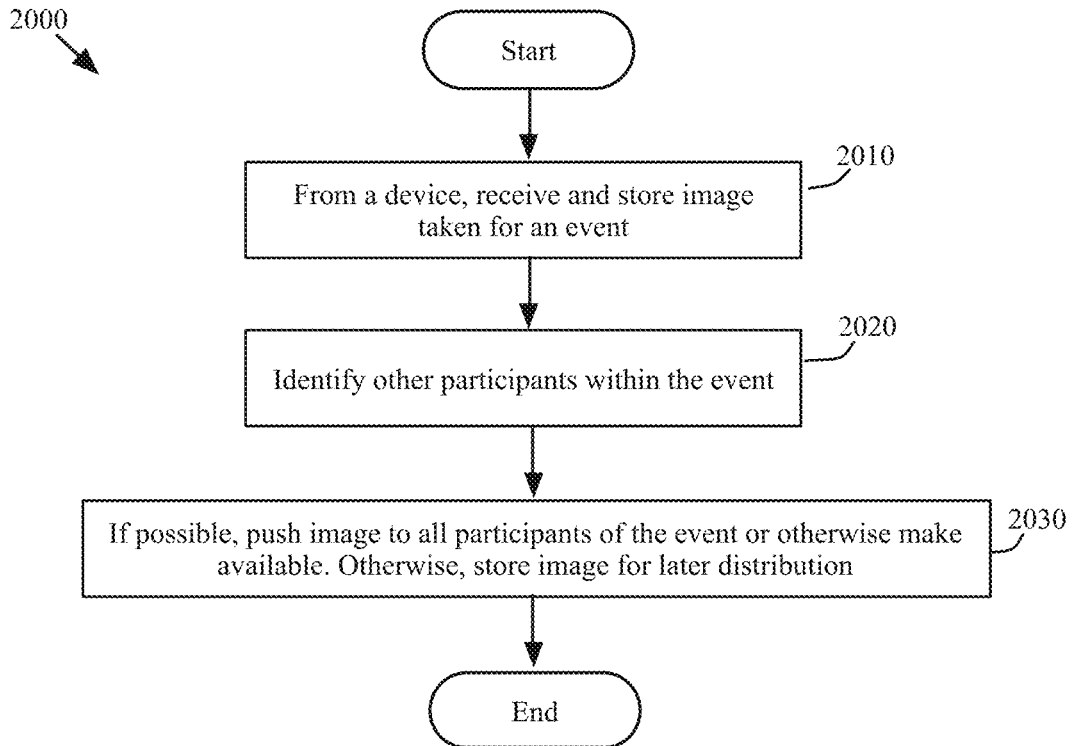 2000
Start
2010
From a device, receive and store image
taken for an event
2020
Identify other participants within the event
2030
If possible, push image to all participants of the event or otherwise make
available. Otherwise, store image for later distribution
End